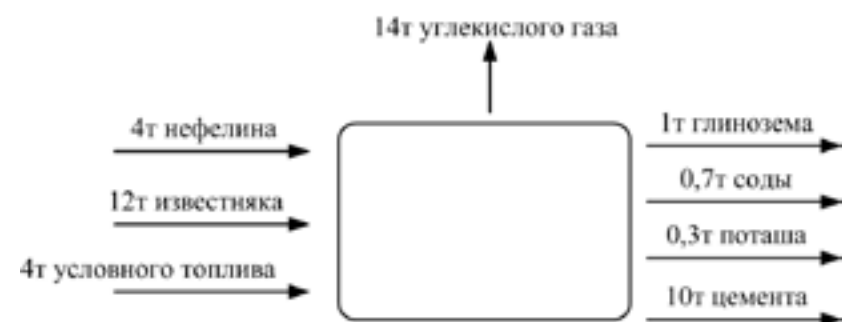 14т углекислого газа
4т нефелина
12т известняка
4т условного топлива
1т глинозема
0,7т соды
0,3т поташа
10т цемента